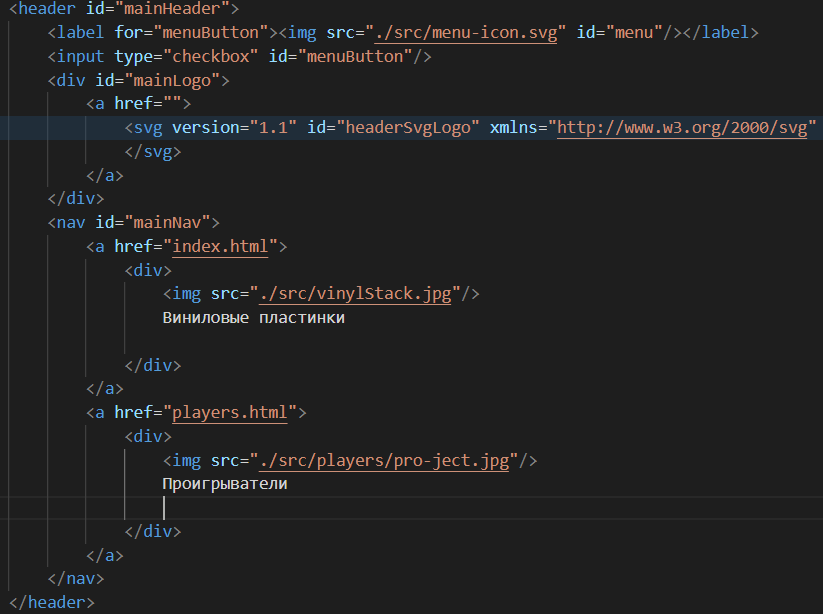 <header id="mainHeader">
<label for="menuButton"><img src="./src/menu-icon.svg" id="menu"/></label>
<input type="checkbox" id="menuButton"/>
<div id="mainLogo">
<a href="">
<svg version="1.1" id="headerSvgLogo" xmlns="http://www.w3.org/2000/svg"
</svg>
</a>
</div>
<nav id="mainNav">
<a href="index.html">
<div>
<img src="./src/vinylStack.jpg"/>
Виниловые пластинки
</div>
</a>
<a href="players.html">
<div>
<img src="./src/players/pro-ject.jpg"/>
Проигрыватели
</div>
</a>
</nav>
</header>